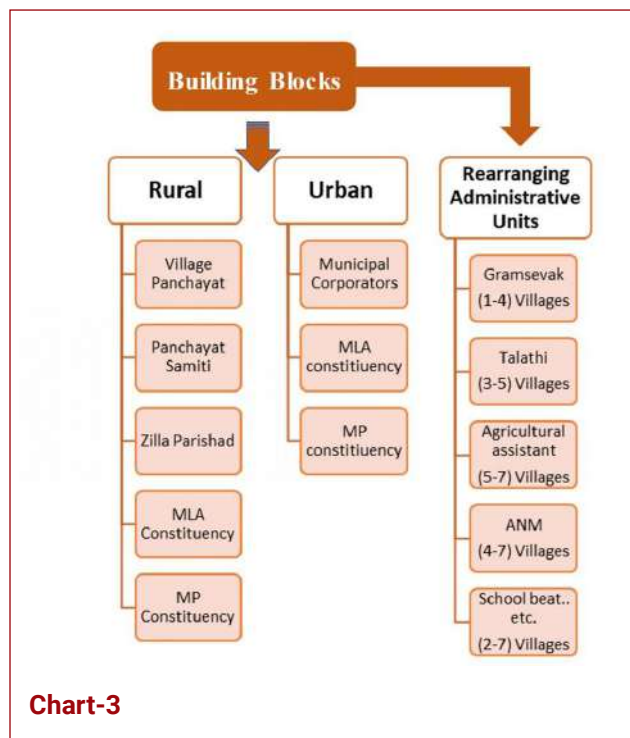 Building Blocks
Rural
Village
Panchayat
Panchayat
Samiti
Zilla Parishad
MLA
Constituency
MP
Constituency
Urban
Municipal
Corporators
MLA
constitiuency
MP
constitiuency
Rearranging
Administrative
Units
Gramsevak
(1-4) Villages
Talathi
(3-5) Villages
Agricultural
assistant
(5-7) Villages
ANM
(4-7) Villages
School beat..
etc.
(2-7) Villages
Chart-3